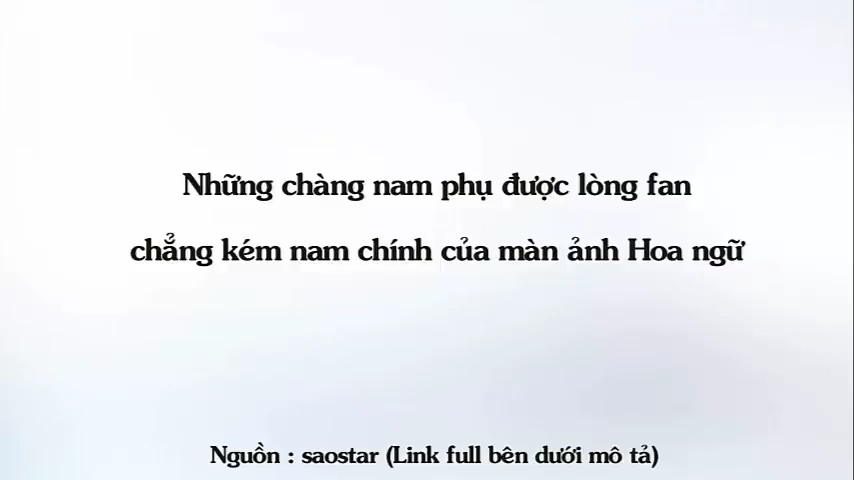 Những chàng nam phụ được lòng fan
chẳng kém nam chính của màn ảnh Hoa ngữ
Nguồn : saostar (Link full bên dưới mô tả)